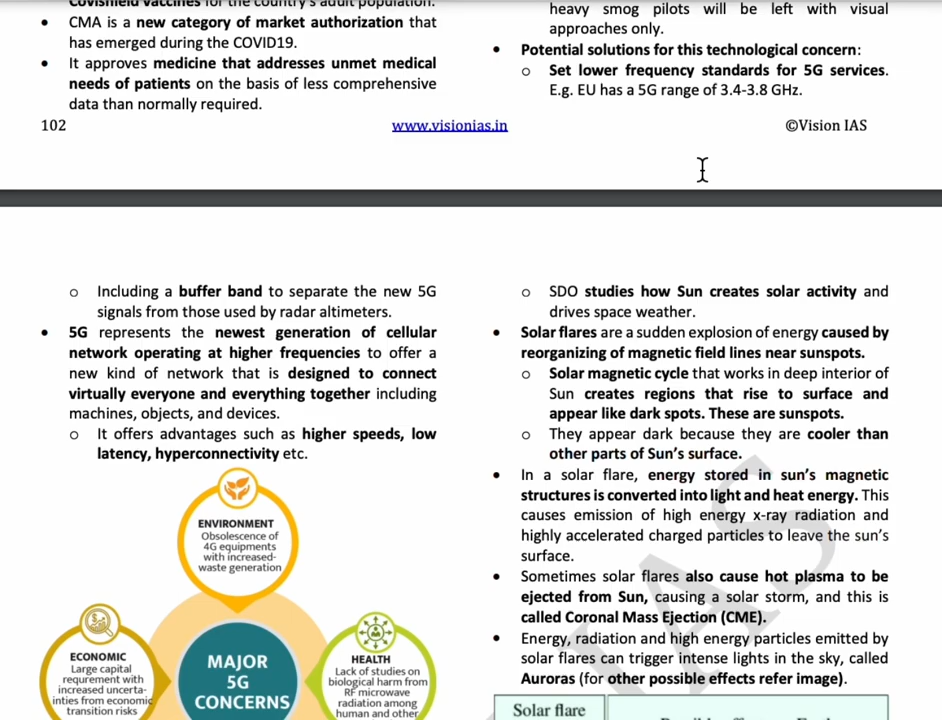 Covishield vaccines for the country's adult population.
• CMA is a new category of market authorization that
has emerged during the COVID19.
• It approves medicine that addresses unmet medical
needs of patients on the basis of less comprehensive
data than normally required.
heavy smog pilots will be left with visual
approaches only.
• Potential solutions for this technological concern:
o Set lower frequency standards for 5G services.
E.g. EU has a 5G range of 3.4-3.8 GHz.
102
www.visionias.in
©Vision IAS
o Including a buffer band to separate the new 5G
signals from those used by radar altimeters.
• 5G represents the newest generation of cellular
network operating at higher frequencies to offer a
new kind of network that is designed to connect
virtually everyone and everything together including
machines, objects, and devices.
o It offers advantages such as higher speeds, low
latency, hyperconnectivity etc.
ENVIRONMENT
Obsolescence of
4G equipments
with increased-
waste generation
ECONOMIC
Large capital
requrement with
increased uncerta-
inties from economic
transition risks
MAJOR
5G
CONCERNS
HEALTH
Lack of studies on
biological harm from
RF microwave
radiation among
human and other
o SDO studies how Sun creates solar activity and
drives space weather.
• Solar flares are a sudden explosion of energy caused by
reorganizing of magnetic field lines near sunspots.
o Solar magnetic cycle that works in deep interior of
Sun creates regions that rise to surface and
appear like dark spots. These are sunspots.
o They appear dark because they are cooler than
other parts of Sun's surface.
• In a solar flare, energy stored in sun's magnetic
structures is converted into light and heat energy. This
causes emission of high energy x-ray radiation and
highly accelerated charged particles to leave the sun's
surface.
• Sometimes solar flares also cause hot plasma to be
ejected from Sun, causing a solar storm, and this is
called Coronal Mass Ejection (CME).
• Energy, radiation and high energy particles emitted by
solar flares can trigger intense lights in the sky, called
Auroras (for other possible effects refer image).
Solar flare